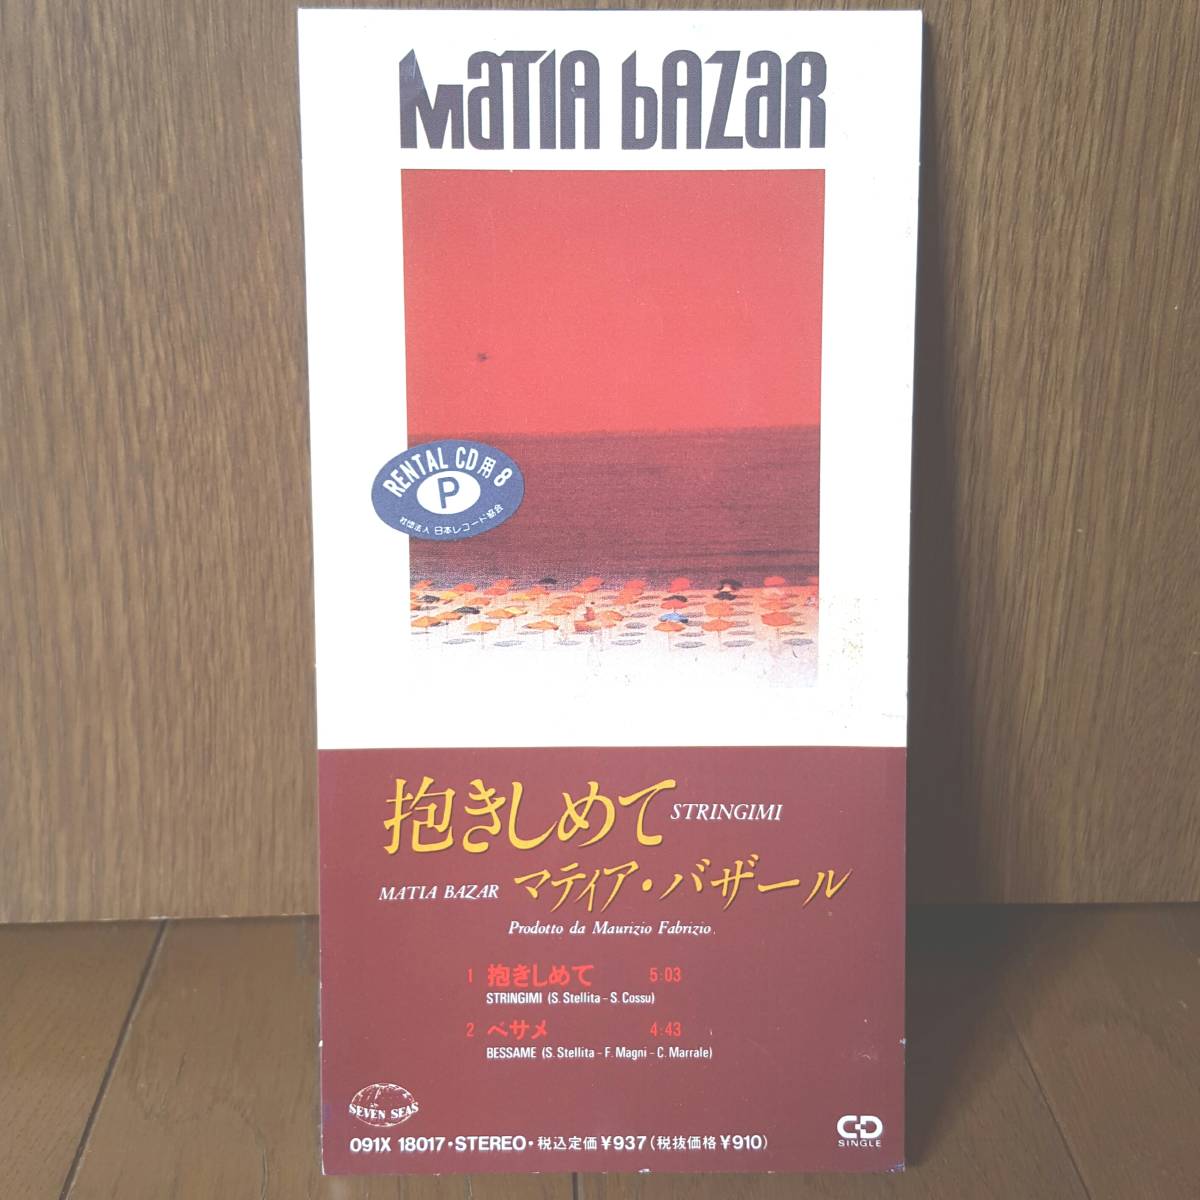 MATIA BAZAR
RENTAL CD用 8
P
社団法人 日本レコード協会
抱きしめて STRINGIMI
MATIA BAZAR マティア・バザール
Prodotto da Maurizio Fabrizio.
1 抱きしめて 5:03
STRINGIMI (S. Stellita – S. Cossu)
2 ベサメ 4:43
BESSAME (S. Stellita – F. Magni – C. Marrale)
SEVEN SEAS
091X 18017・STEREO・税込定価¥937(税抜価格¥910)
CD
SINGLE